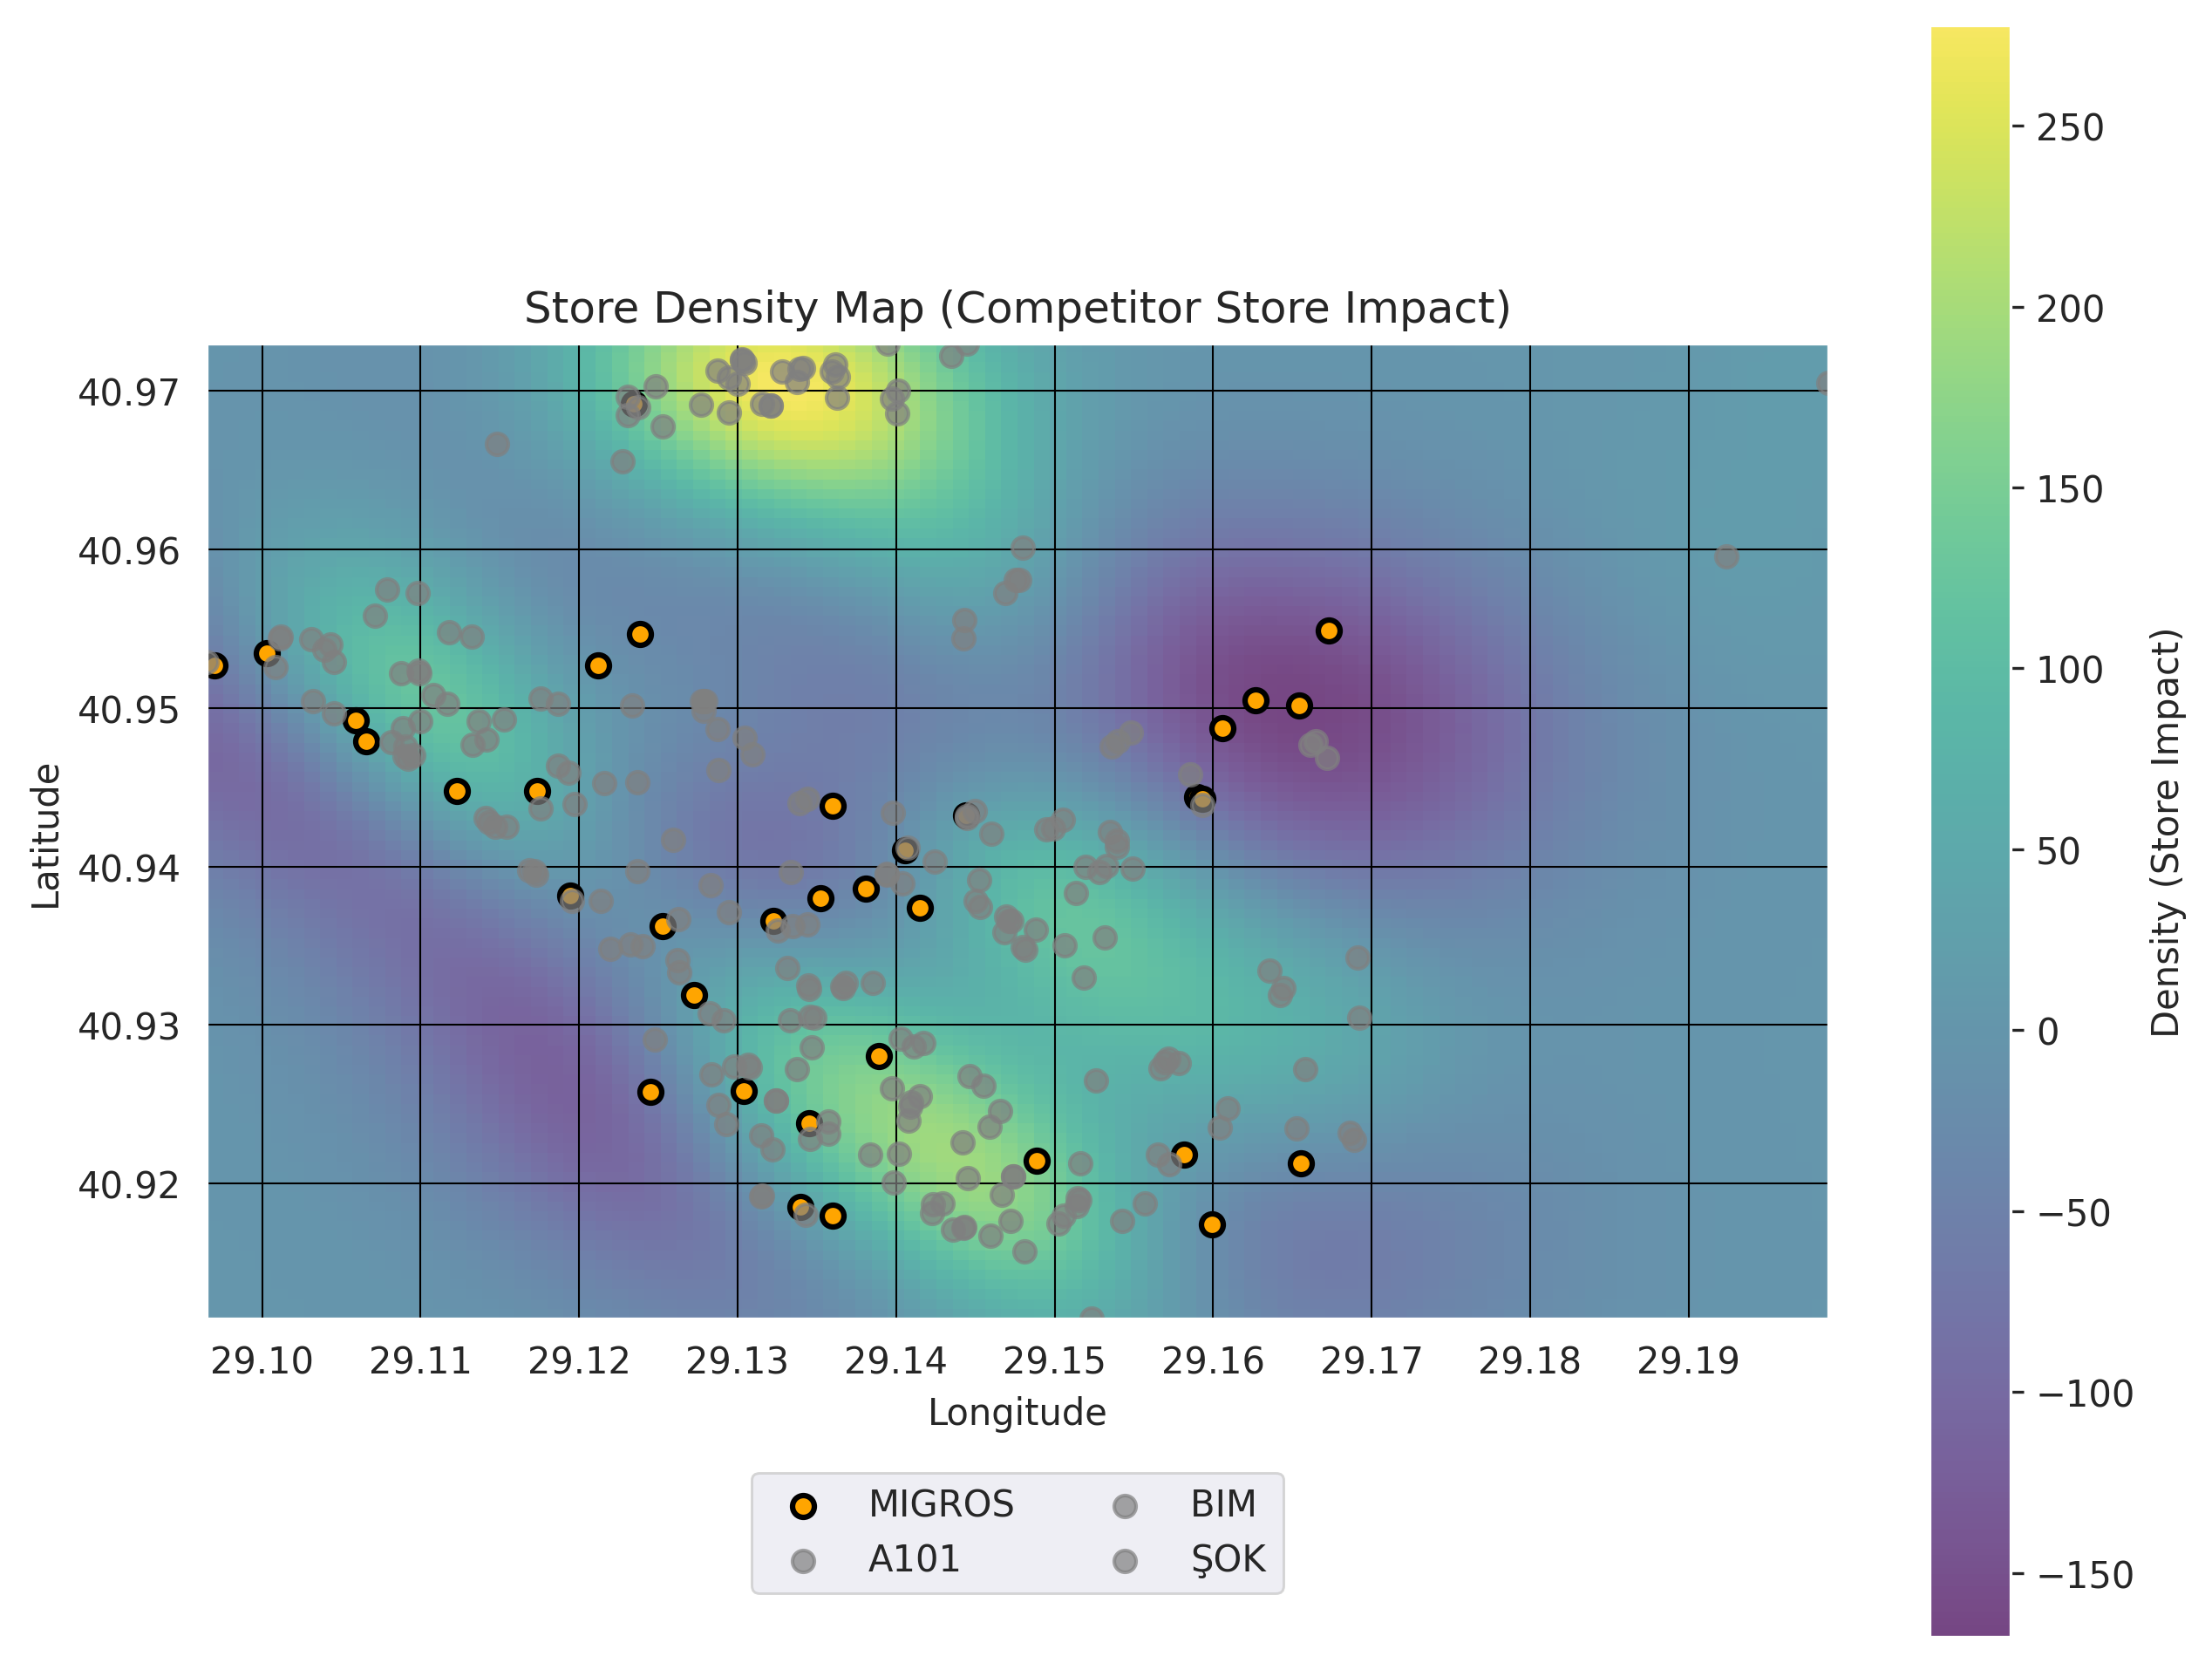 Store Density Map (Competitor Store Impact)
Latitude
40.97
40.96
40.95
40.94
40.93
40.92
29.10 29.11 29.12 29.13 29.14 29.15 29.16 29.17 29.18 29.19
Longitude
MIGROS BIM
A101 ŞOK
250
200
150
100
50
0
−50
−100
−150
Density (Store Impact)